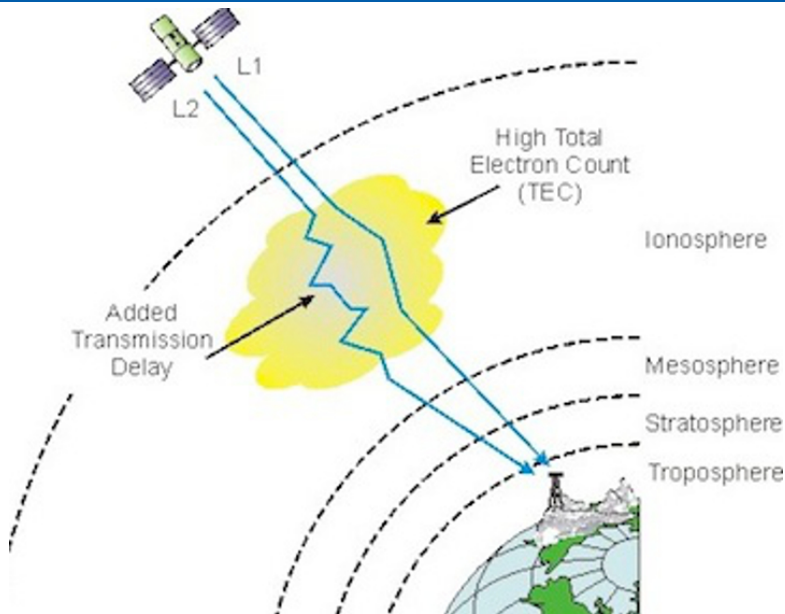 L1
L2
High Total
Electron Count
(TEC)
Ionosphere
Added
Transmission
Delay
Mesosphere
Stratosphere
Troposphere